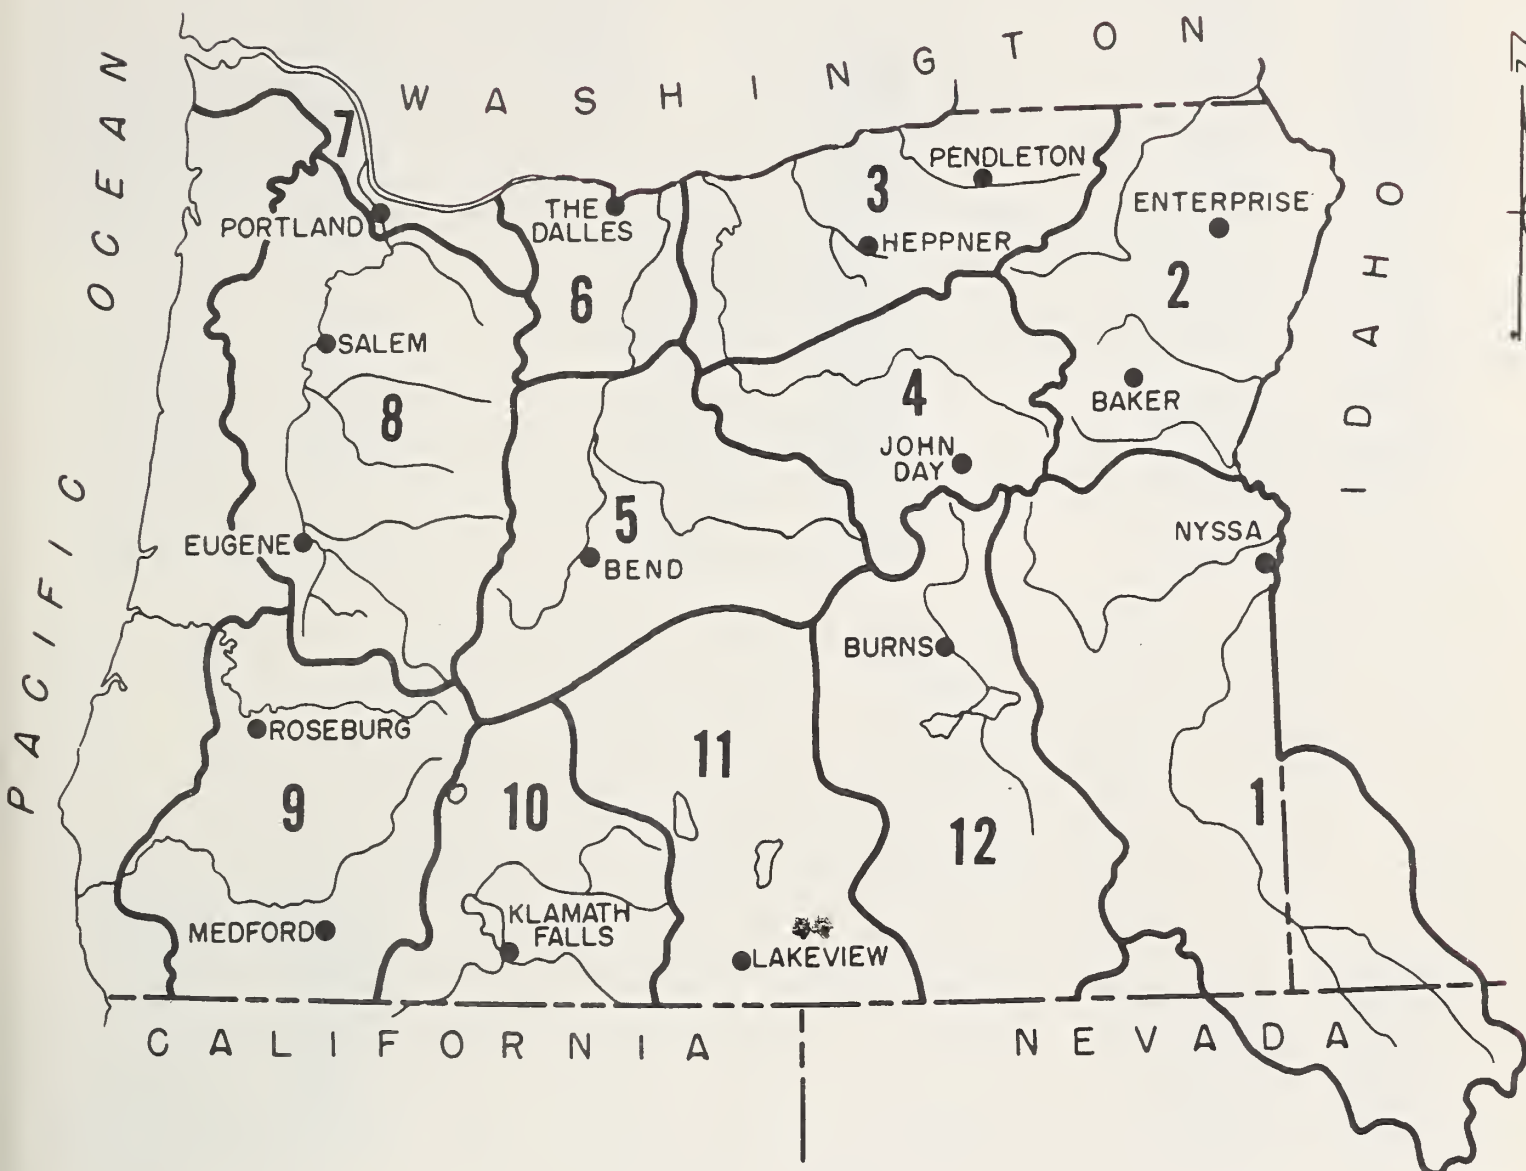 WASHINGTON
PACIFIC OCEAN
IDAHO
7
PENDLETON
3
THE
DALLES
ENTERPRISE
PORTLAND
HEPPNER
6
2
SALEM
8
4
BAKER
JOHN
DAY
5
NYSSA
EUGENE
BEND
BURNS
ROSEBURG
11
9
10
1
12
KLAMATH
FALLS
MEDFORD
LAKEVIEW
CALIFORNIA
NEVADA